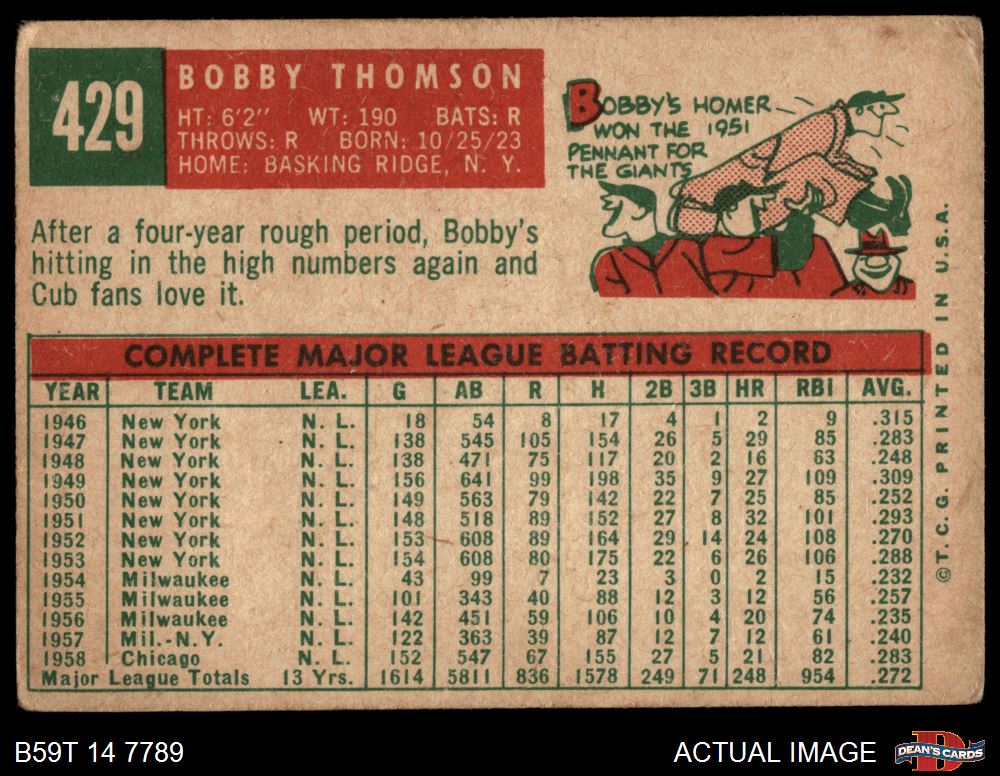 429
BOBBY THOMSON
HT: 6'2" WT: 190 BATS: R
THROWS: R BORN: 10/25/23
HOME: BASKING RIDGE, N. Y.
BOBBY'S HOMER
WON THE 1951
PENNANT FOR
THE GIANTS
After a four-year rough period, Bobby's
hitting in the high numbers again and
Cub fans love it.
COMPLETE MAJOR LEAGUE BATTING RECORD
YEAR TEAM LEA. G AB R H 2B 3B HR RBI AVG.
1946 New York N. L. 18 54 8 17 4 1 2 9 .315
1947 New York N. L. 138 545 105 154 26 5 29 85 .283
1948 New York N. L. 138 471 75 117 20 2 16 63 .248
1949 New York N. L. 156 641 99 198 35 9 27 109 .309
1950 New York N. L. 149 563 79 142 22 7 25 85 .252
1951 New York N. L. 148 518 89 152 27 8 32 101 .293
1952 New York N. L. 153 608 89 164 29 14 24 108 .270
1953 New York N. L. 154 608 80 175 22 6 26 106 .288
1954 Milwaukee N. L. 43 99 7 23 3 0 2 15 .232
1955 Milwaukee N. L. 101 343 40 88 12 3 12 56 .257
1956 Milwaukee N. L. 142 451 59 106 10 4 20 74 .235
1957 Mil.-N.Y. N. L. 122 363 39 87 12 7 12 61 .240
1958 Chicago N. L. 152 547 67 155 27 5 21 82 .283
Major League Totals 13 Yrs. 1614 5811 836 1578 249 71 248 954 .272
©T. C. G. PRINTED IN U.S.A.
B59T 14 7789
ACTUAL IMAGE
D
DEAN'S CARDS